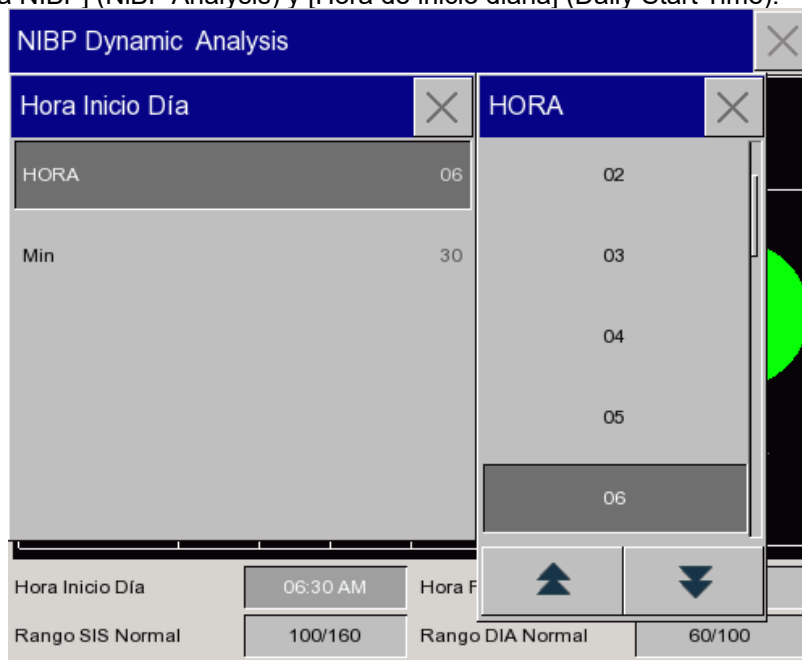 a NIBP] (NIBP Analysis) y [Hora de inicio diaria] (Daily Start Time).
NIBP Dynamic Analysis
Hora Inicio Día
HORA 06
Min 30
HORA
02
03
04
05
06
Hora Inicio Día 06:30 AM Hora F
Rango SIS Normal 100/160 Rango DIA Normal 60/100